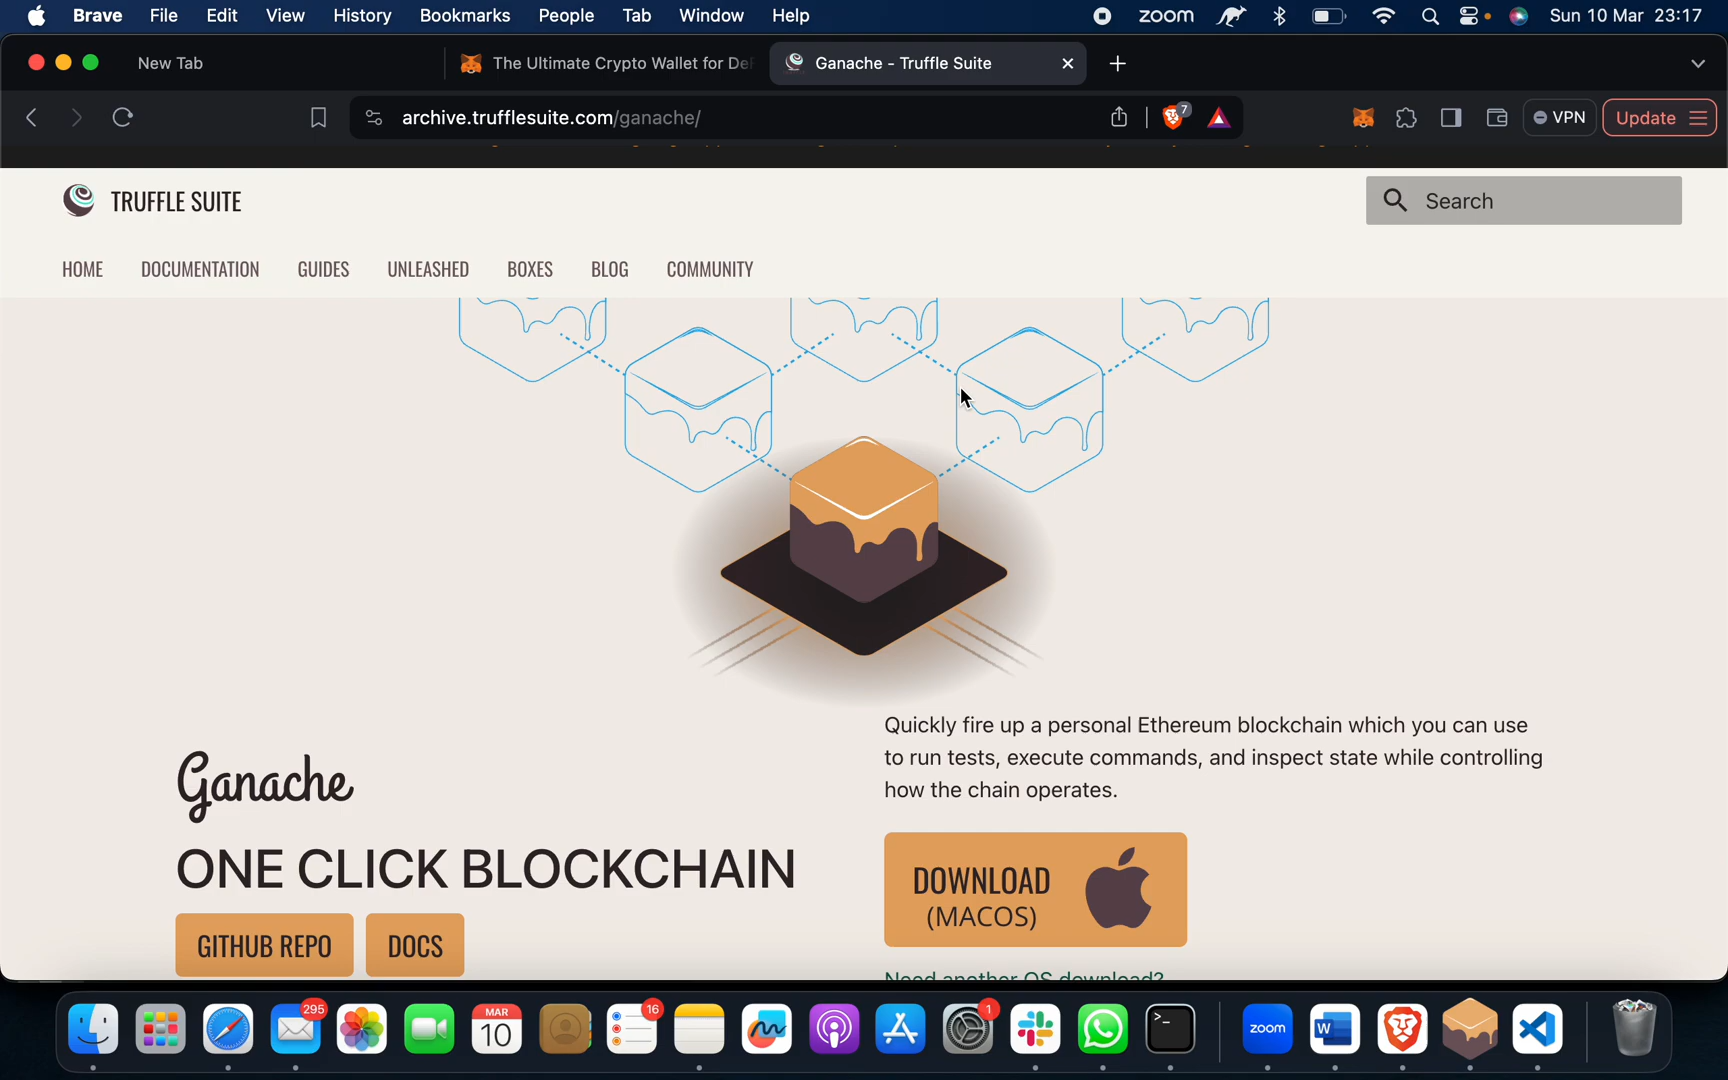 Brave File Edit View History Bookmarks People Tab Window Help zoom Sun 10 Mar 23:17
New Tab The Ultimate Crypto Wallet for De Ganache - Truffle Suite
archive.trufflesuite.com/ganache/ 7 VPN Update
TRUFFLE SUITE Search
HOME DOCUMENTATION GUIDES UNLEASHED BOXES BLOG COMMUNITY
Quickly fire up a personal Ethereum blockchain which you can use
to run tests, execute commands, and inspect state while controlling
how the chain operates.
Ganache
ONE CLICK BLOCKCHAIN
DOWNLOAD
(MACOS)
GITHUB REPO DOCS
Need another OS download?
295 MAR 10 16 1 zoom W